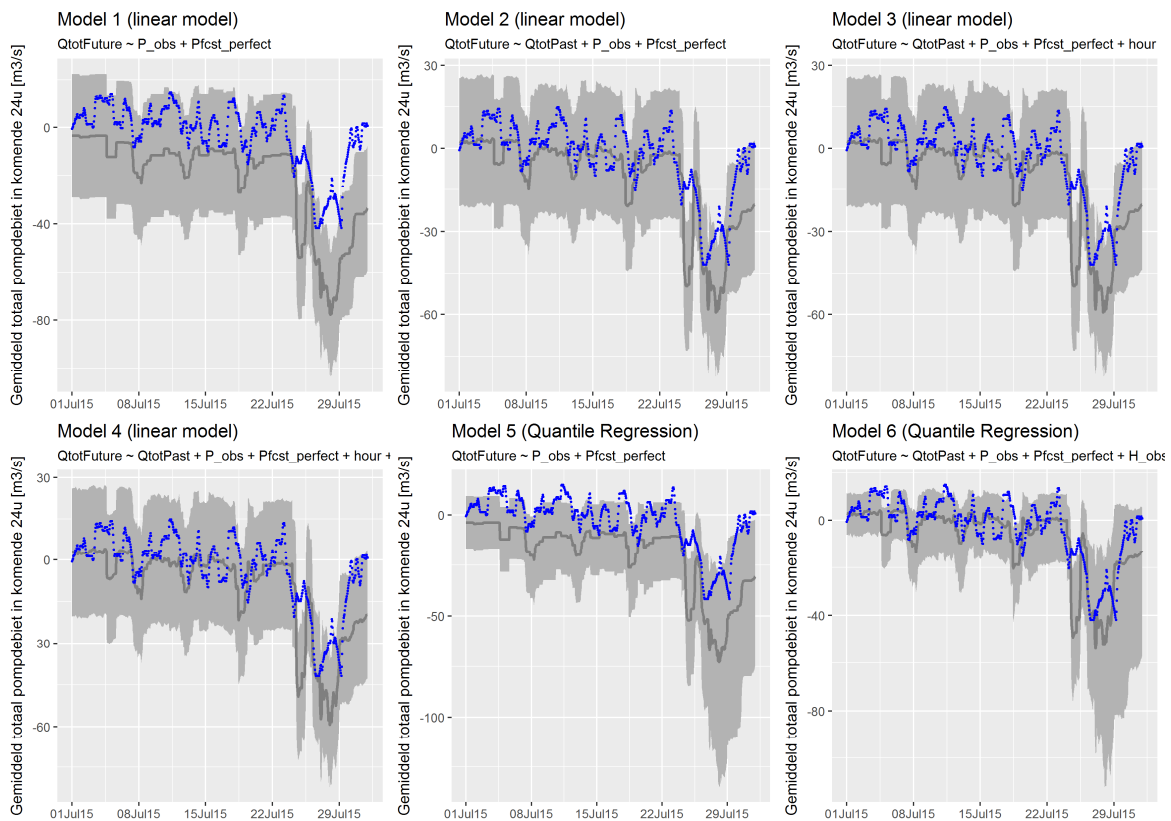 Model 1 (linear model)
QtotFuture ~ P_obs + Pfcst_perfect
Gemiddeld totaal pompdebiet in komende 24u [m3/s]
0
-40
-80
01Jul15 08Jul15 15Jul15 22Jul15 29Jul15
Model 2 (linear model)
QtotFuture ~ QtotPast + P_obs + Pfcst_perfect
Gemiddeld totaal pompdebiet in komende 24u [m3/s]
30
0
-30
-60
01Jul15 08Jul15 15Jul15 22Jul15 29Jul15
Model 3 (linear model)
QtotFuture ~ QtotPast + P_obs + Pfcst_perfect + hour
Gemiddeld totaal pompdebiet in komende 24u [m3/s]
30
0
-30
-60
01Jul15 08Jul15 15Jul15 22Jul15 29Jul15
Model 4 (linear model)
QtotFuture ~ QtotPast + P_obs + Pfcst_perfect + hour +
Gemiddeld totaal pompdebiet in komende 24u [m3/s]
30
0
30
-60
01Jul15 08Jul15 15Jul15 22Jul15 29Jul15
Model 5 (Quantile Regression)
QtotFuture ~ P_obs + Pfcst_perfect
Gemiddeld totaal pompdebiet in komende 24u [m3/s]
0
-50
-100
01Jul15 08Jul15 15Jul15 22Jul15 29Jul15
Model 6 (Quantile Regression)
QtotFuture ~ QtotPast + P_obs + Pfcst_perfect + H_obs
Gemiddeld totaal pompdebiet in komende 24u [m3/s]
0
-40
-80
01Jul15 08Jul15 15Jul15 22Jul15 29Jul15